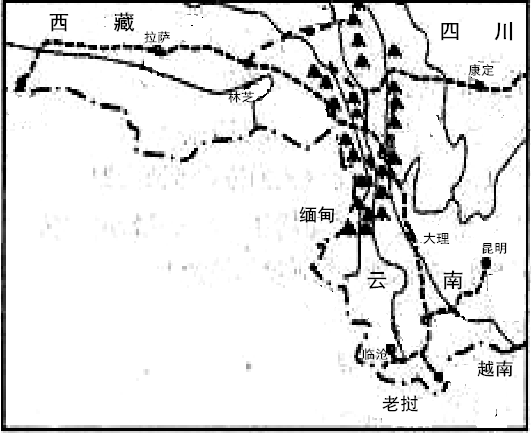 西 藏
四 川
拉萨
康定
林芝
缅甸
大理
昆明
云 南
临沧
越南
老挝